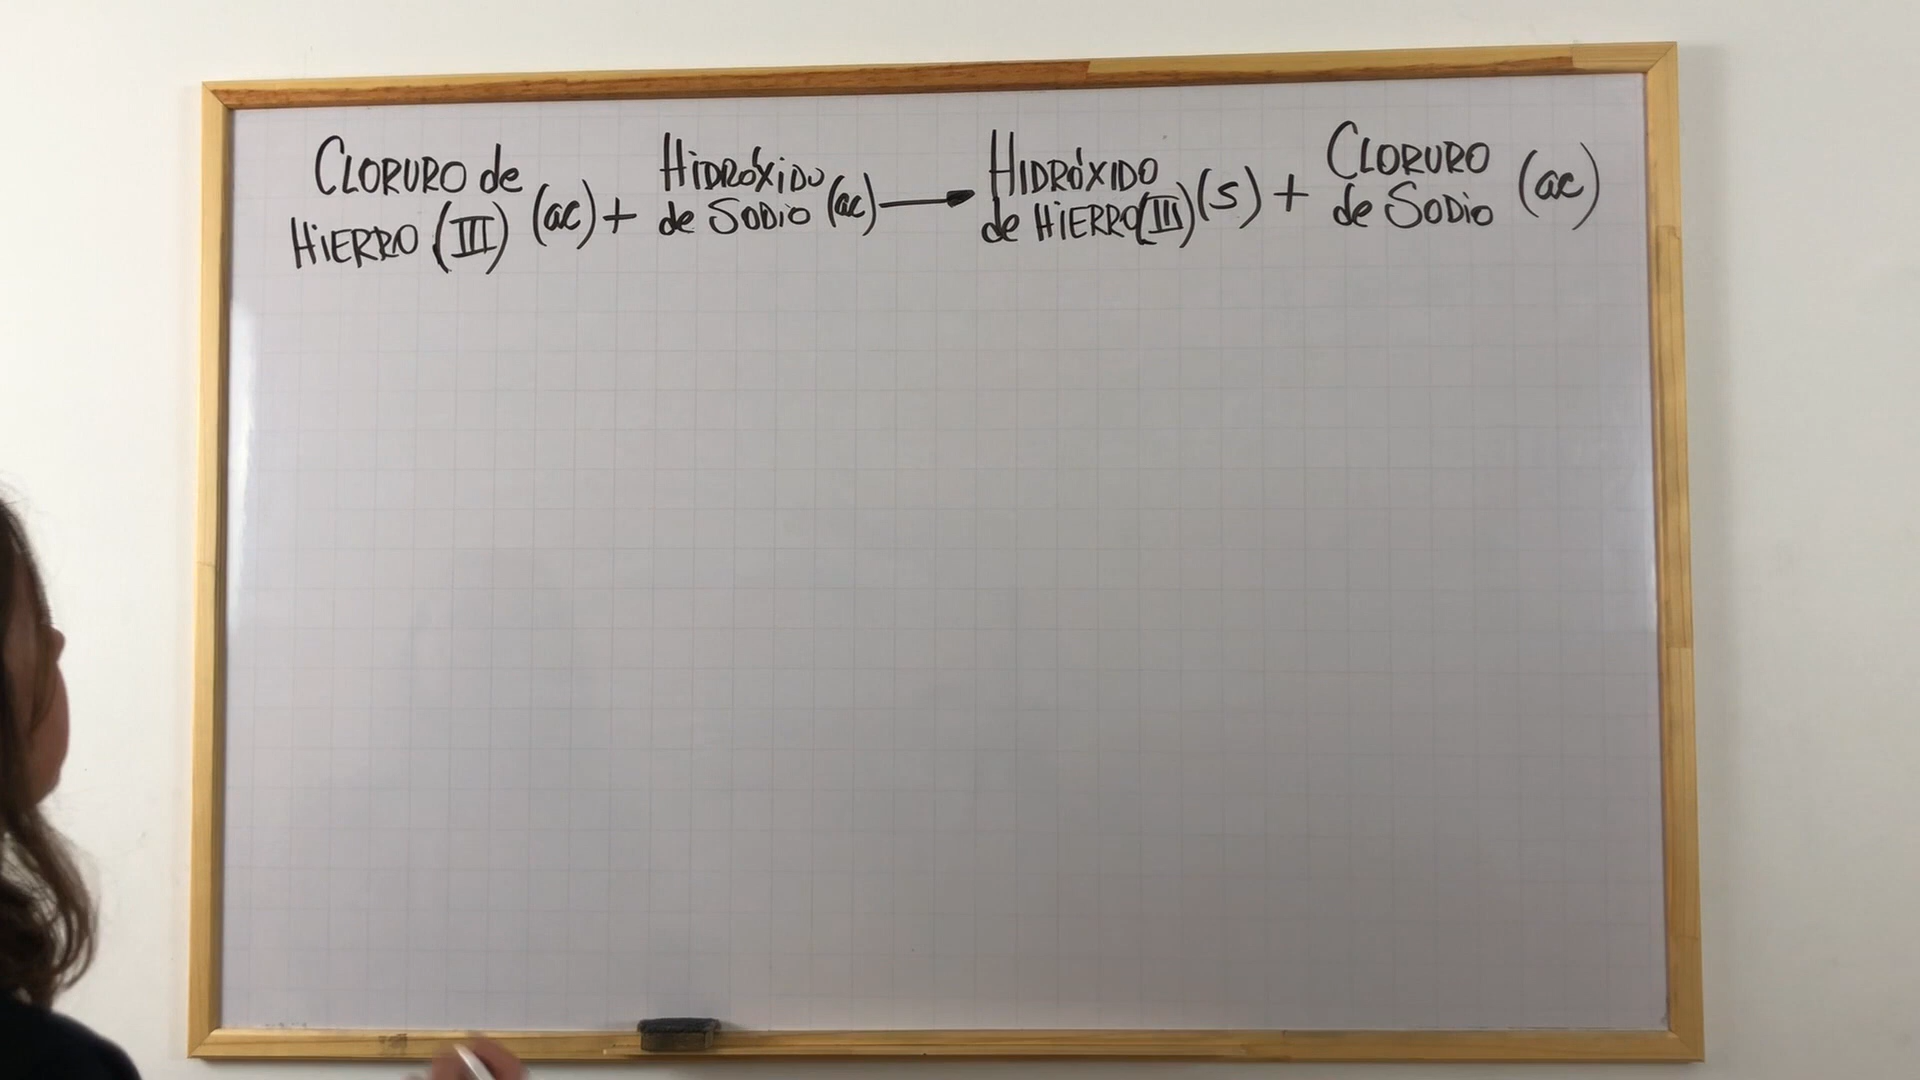 CLORURO de HIDRÓXIDO HIDRÓXIDO CLORURO
HIERRO (III) (ac) + de SODIO (ac) → de HIERRO (III) (s) + de SODIO (ac)